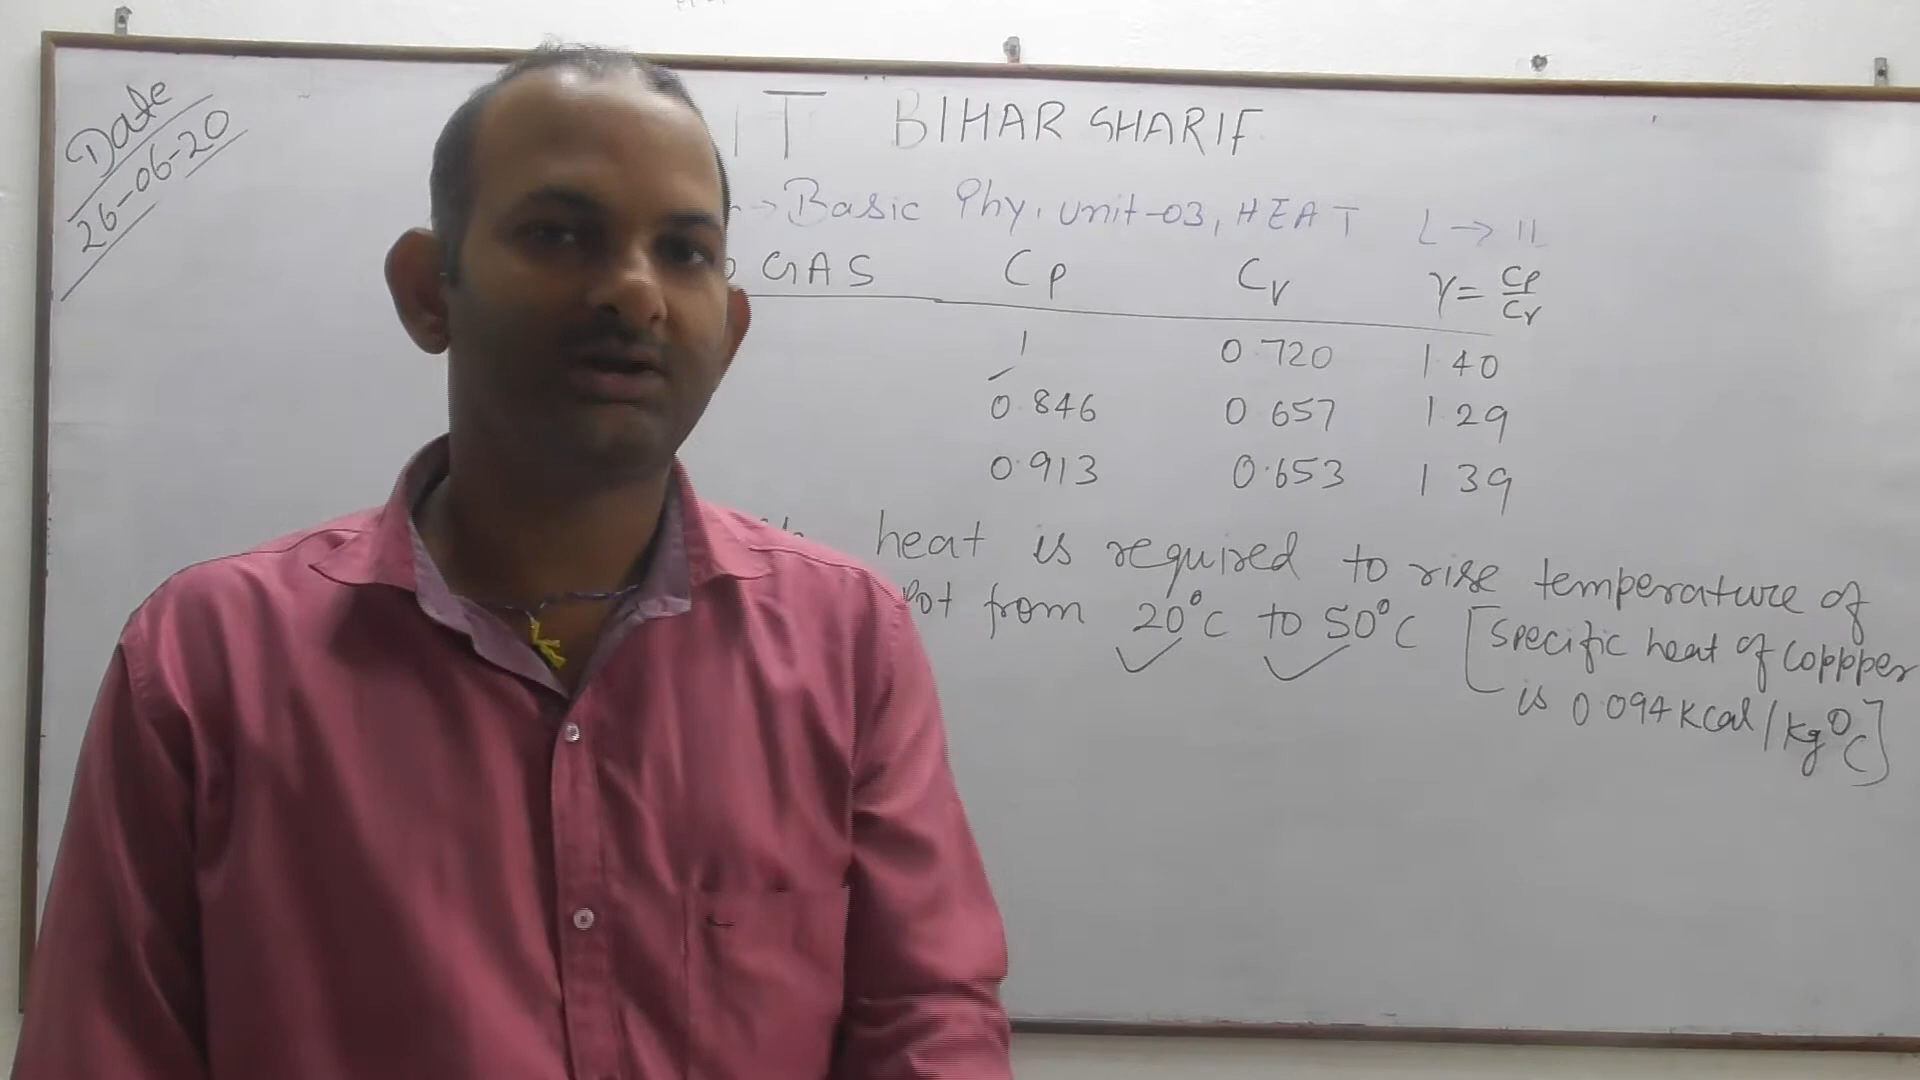 Date
26-06-20
IT BIHAR SHARIF
→ Basic Phy, unit-03, HEAT L → 11
GAS Cp Cv γ = Cp/Cv
1 0.720 1.40
0.846 0.657 1.29
0.913 0.653 1.39
heat is required to rise temperature of
Pot from 20°C to 50°C [specific heat of coppper
is 0.094 Kcal/kg°C]